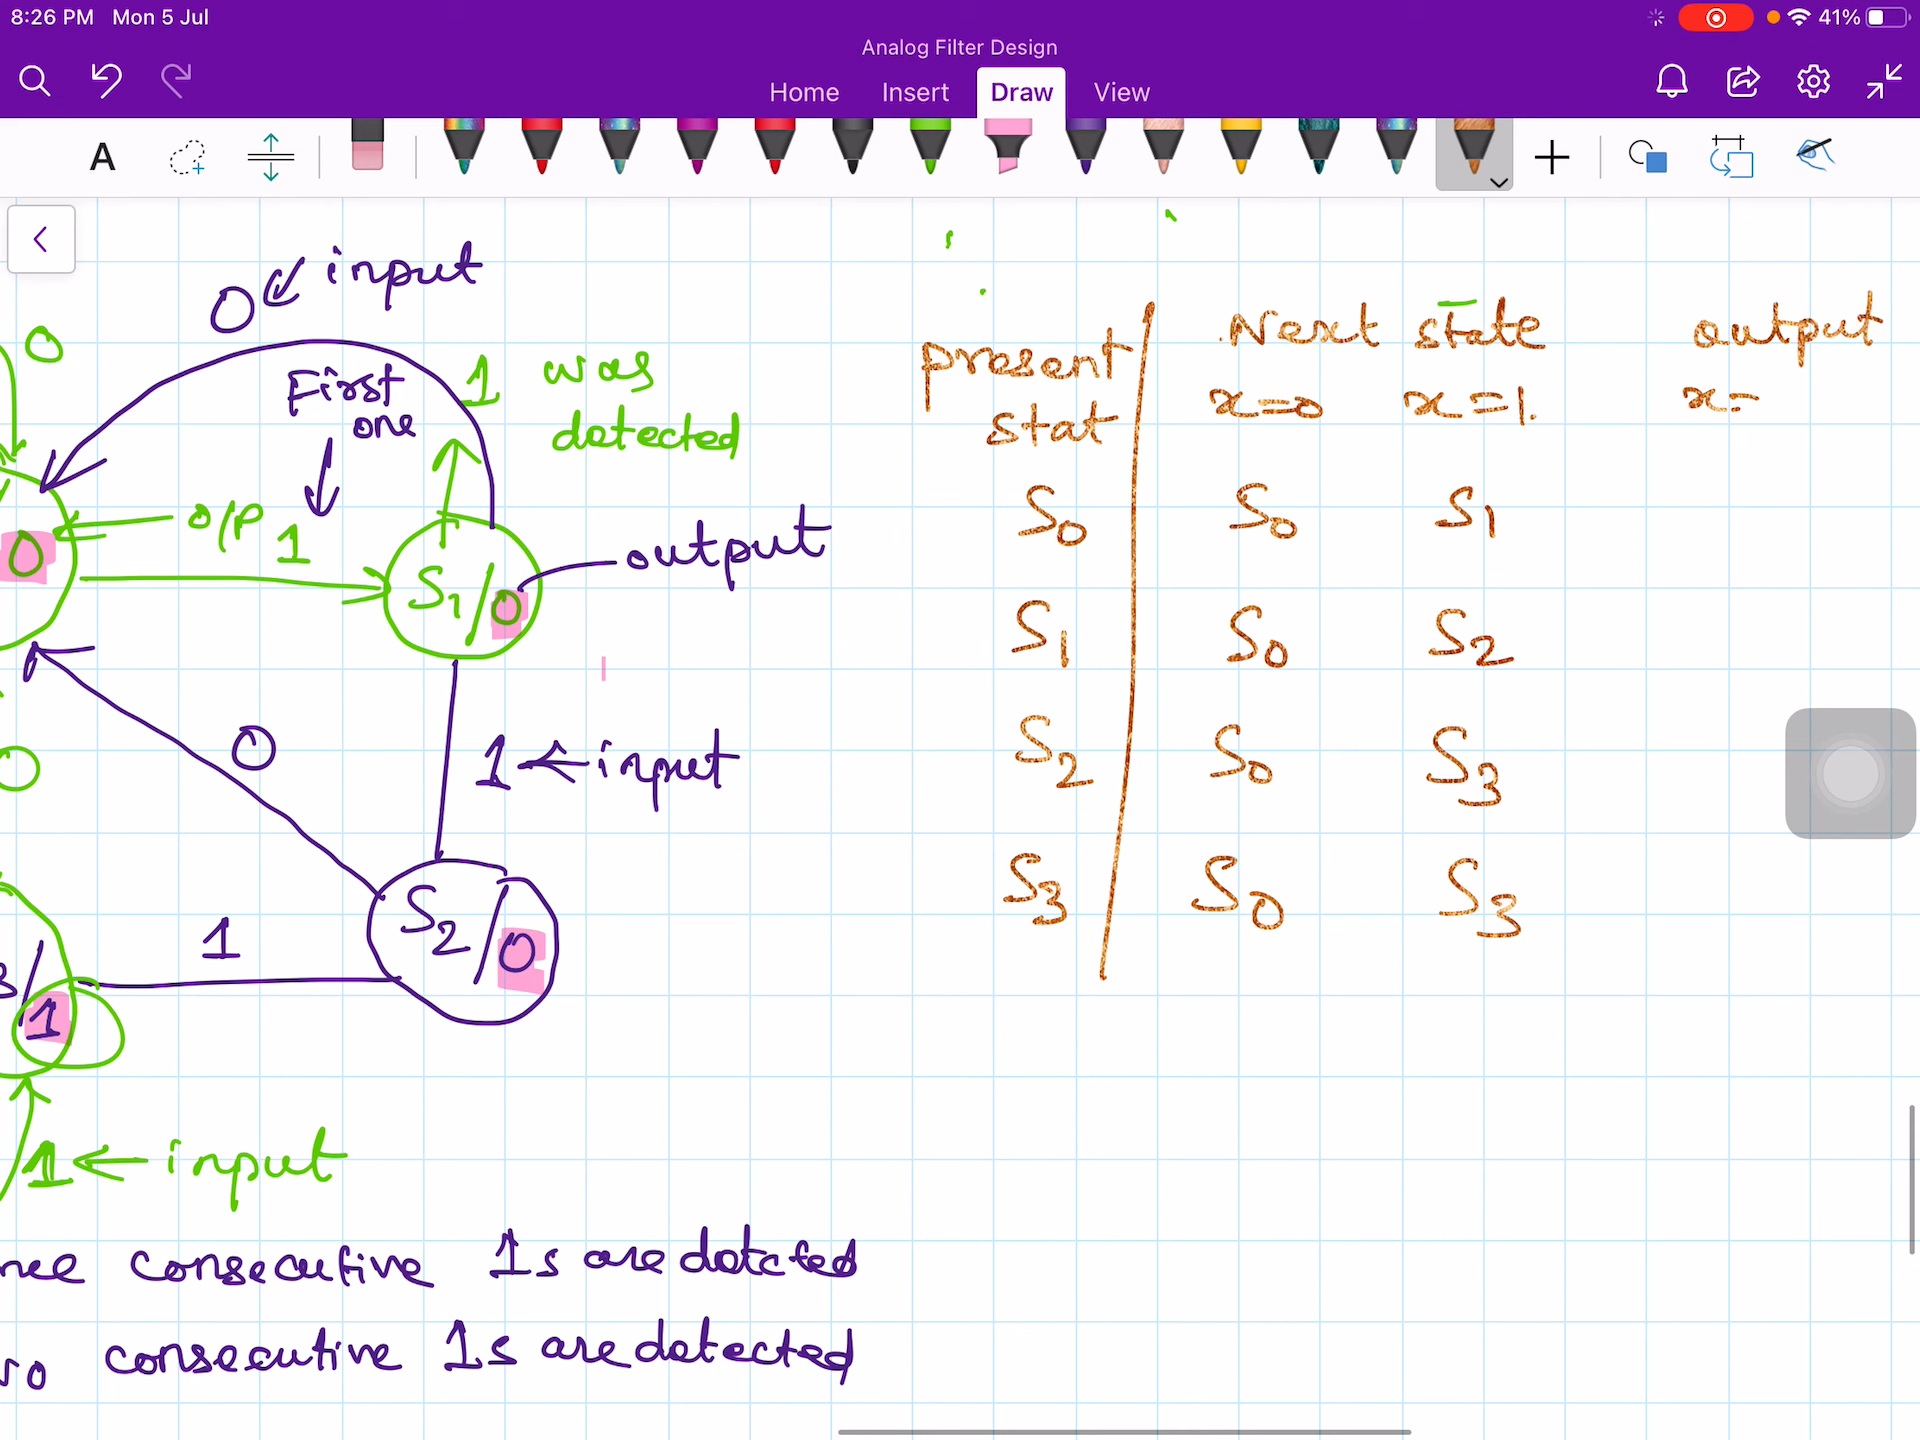 8:26 PM Mon 5 Jul
41%
Analog Filter Design
Home Insert Draw View
A
0 input
0
First one
1 was detected
O/P 1
0
S1/0
output
0
1 input
0
S2/0
1
3/1
1 input
consecutive 1s are detcted
consecutive 1s are detected
present stat
Next state
output
x=0 x=1.
x=
S0 S0 S1
S1 S0 S2
S2 S0 S3
S3 S0 S3